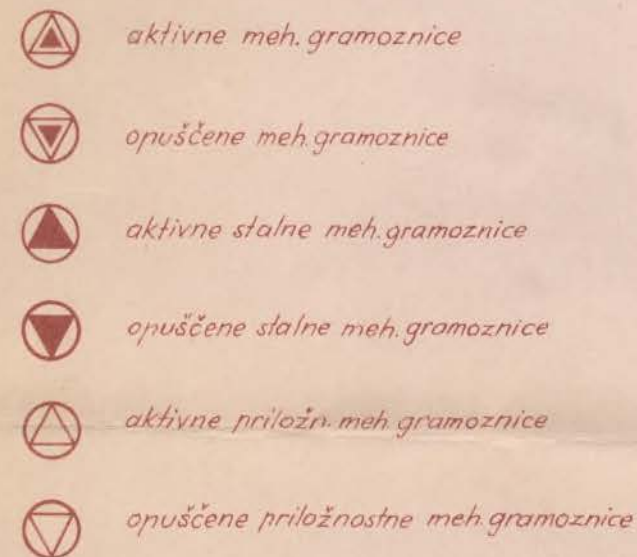 aktivne meh. gramoznice
opuščene meh. gramoznice
aktivne stalne meh. gramoznice
opuščene stalne meh. gramoznice
aktivne priložn. meh. gramoznice
opuščene priložnostne meh. gramoznice